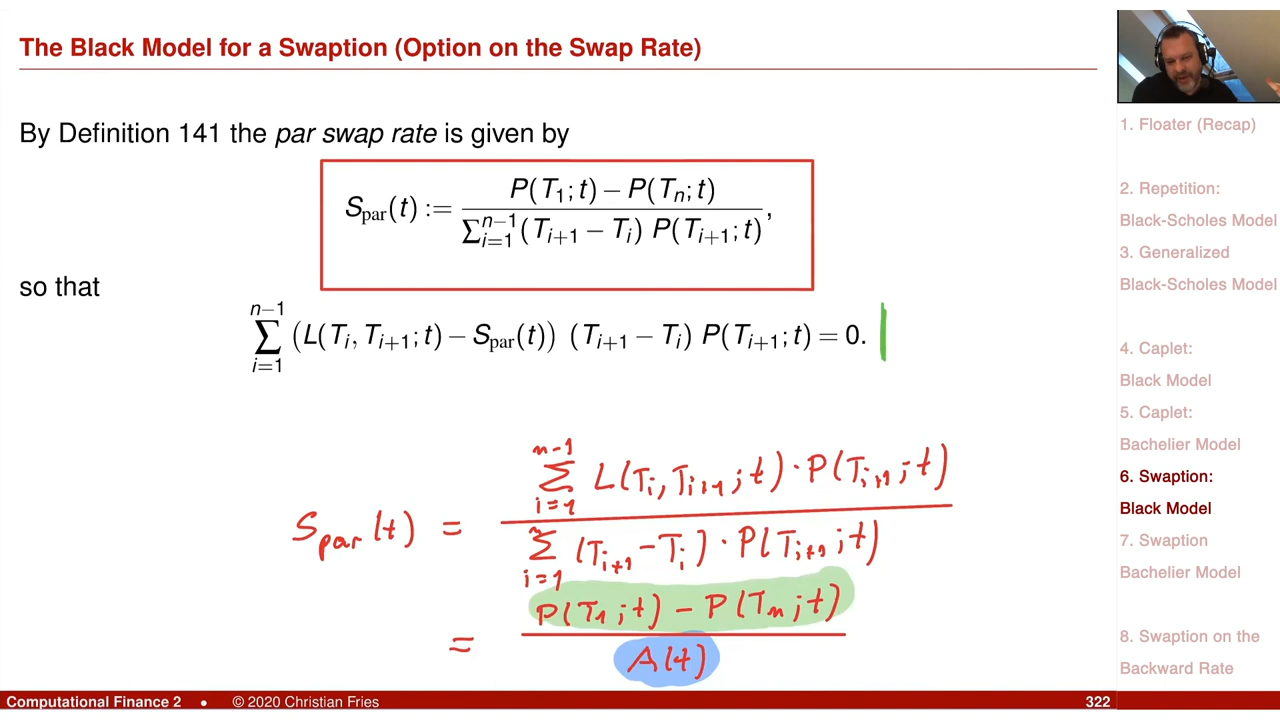 The Black Model for a Swaption (Option on the Swap Rate)
By Definition 141 the par swap rate is given by
S_par(t) := (P(T_1;t) − P(T_n;t)) / (∑_{i=1}^{n−1} (T_{i+1} − T_i) P(T_{i+1};t)),
so that
∑_{i=1}^{n−1} (L(T_i, T_{i+1};t) − S_par(t)) (T_{i+1} − T_i) P(T_{i+1};t) = 0.
S_par(t) = (∑_{i=1}^{n-1} L(T_i, T_{i+1};t) · P(T_{i+1};t)) / (∑_{i=1} (T_{i+1} − T_i) · P(T_{i+1};t))
= (P(T_1;t) − P(T_n;t)) / A(t)
1. Floater (Recap)
2. Repetition:
Black-Scholes Model
3. Generalized
Black-Scholes Model
4. Caplet:
Black Model
5. Caplet:
Bachelier Model
6. Swaption:
Black Model
7. Swaption
Bachelier Model
8. Swaption on the
Backward Rate
Computational Finance 2 • © 2020 Christian Fries 322